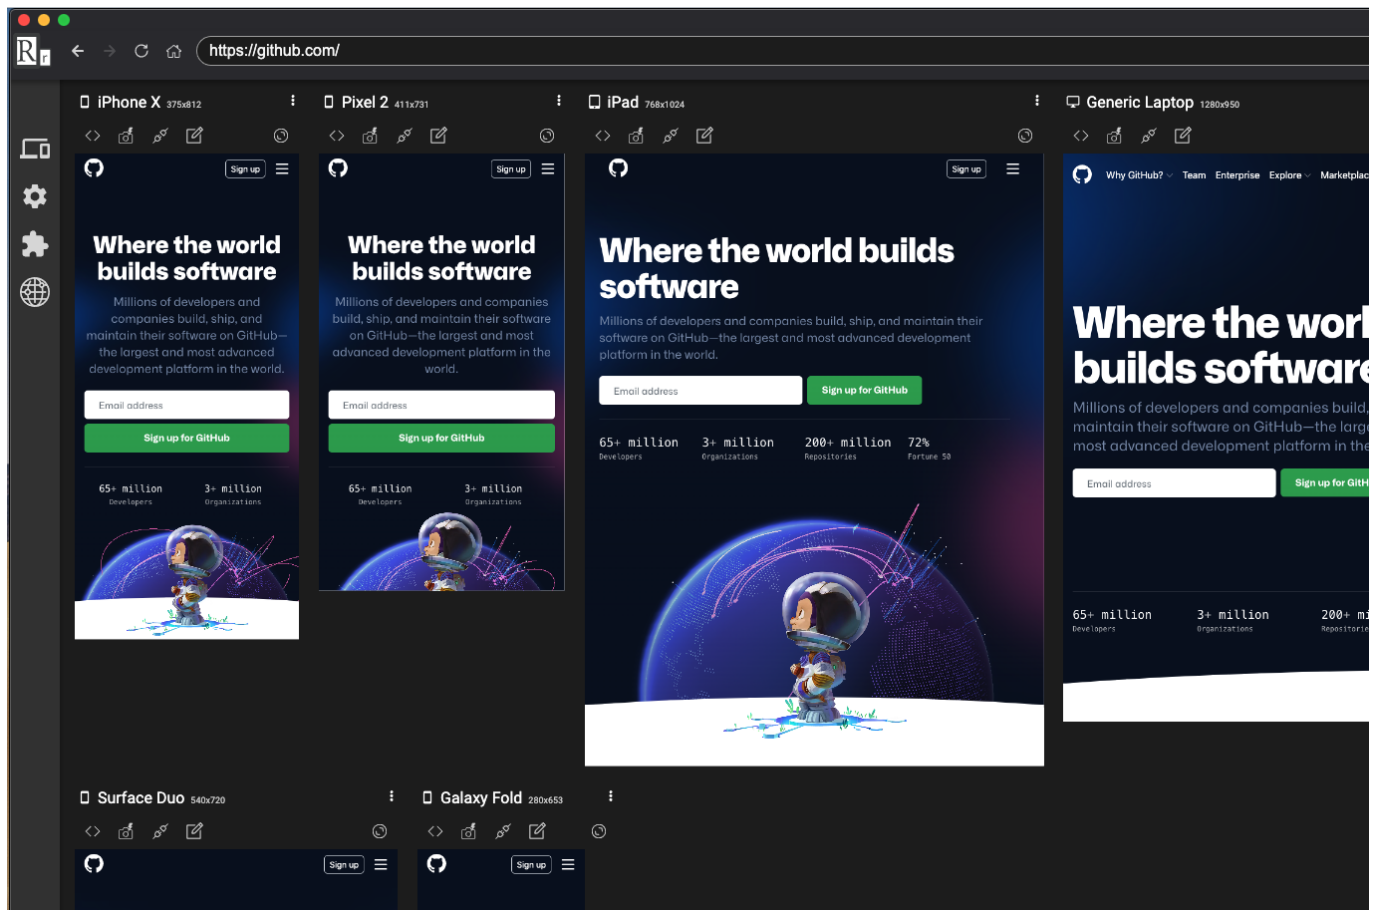 Rr
https://github.com/
iPhone X 375x812
Pixel 2 411x731
iPad 768x1024
Generic Laptop 1280x950
Sign up
Where the world
builds software
Millions of developers and
companies build, ship, and
maintain their software on GitHub—
the largest and most advanced
development platform in the world.
Email address
Sign up for GitHub
65+ million
Developers
3+ million
Organizations
Sign up
Where the world
builds software
Millions of developers and companies
build, ship, and maintain their software
on GitHub—the largest and most
advanced development platform in the
world.
Email address
Sign up for GitHub
65+ million
Developers
3+ million
Organizations
Sign up
Where the world builds
software
Millions of developers and companies build, ship, and maintain their
software on GitHub—the largest and most advanced development
platform in the world.
Email address
Sign up for GitHub
65+ million
Developers
3+ million
Organizations
200+ million
Repositories
72%
Fortune 50
Why GitHub? Team Enterprise Explore Marketplac
Where the worl
builds software
Millions of developers and companies build,
maintain their software on GitHub—the large
most advanced development platform in the
Email address
Sign up for GitH
65+ million
Developers
3+ million
Organizations
200+ mi
Repositorie
Surface Duo 540x720
Galaxy Fold 280x653
Sign up
Sign up